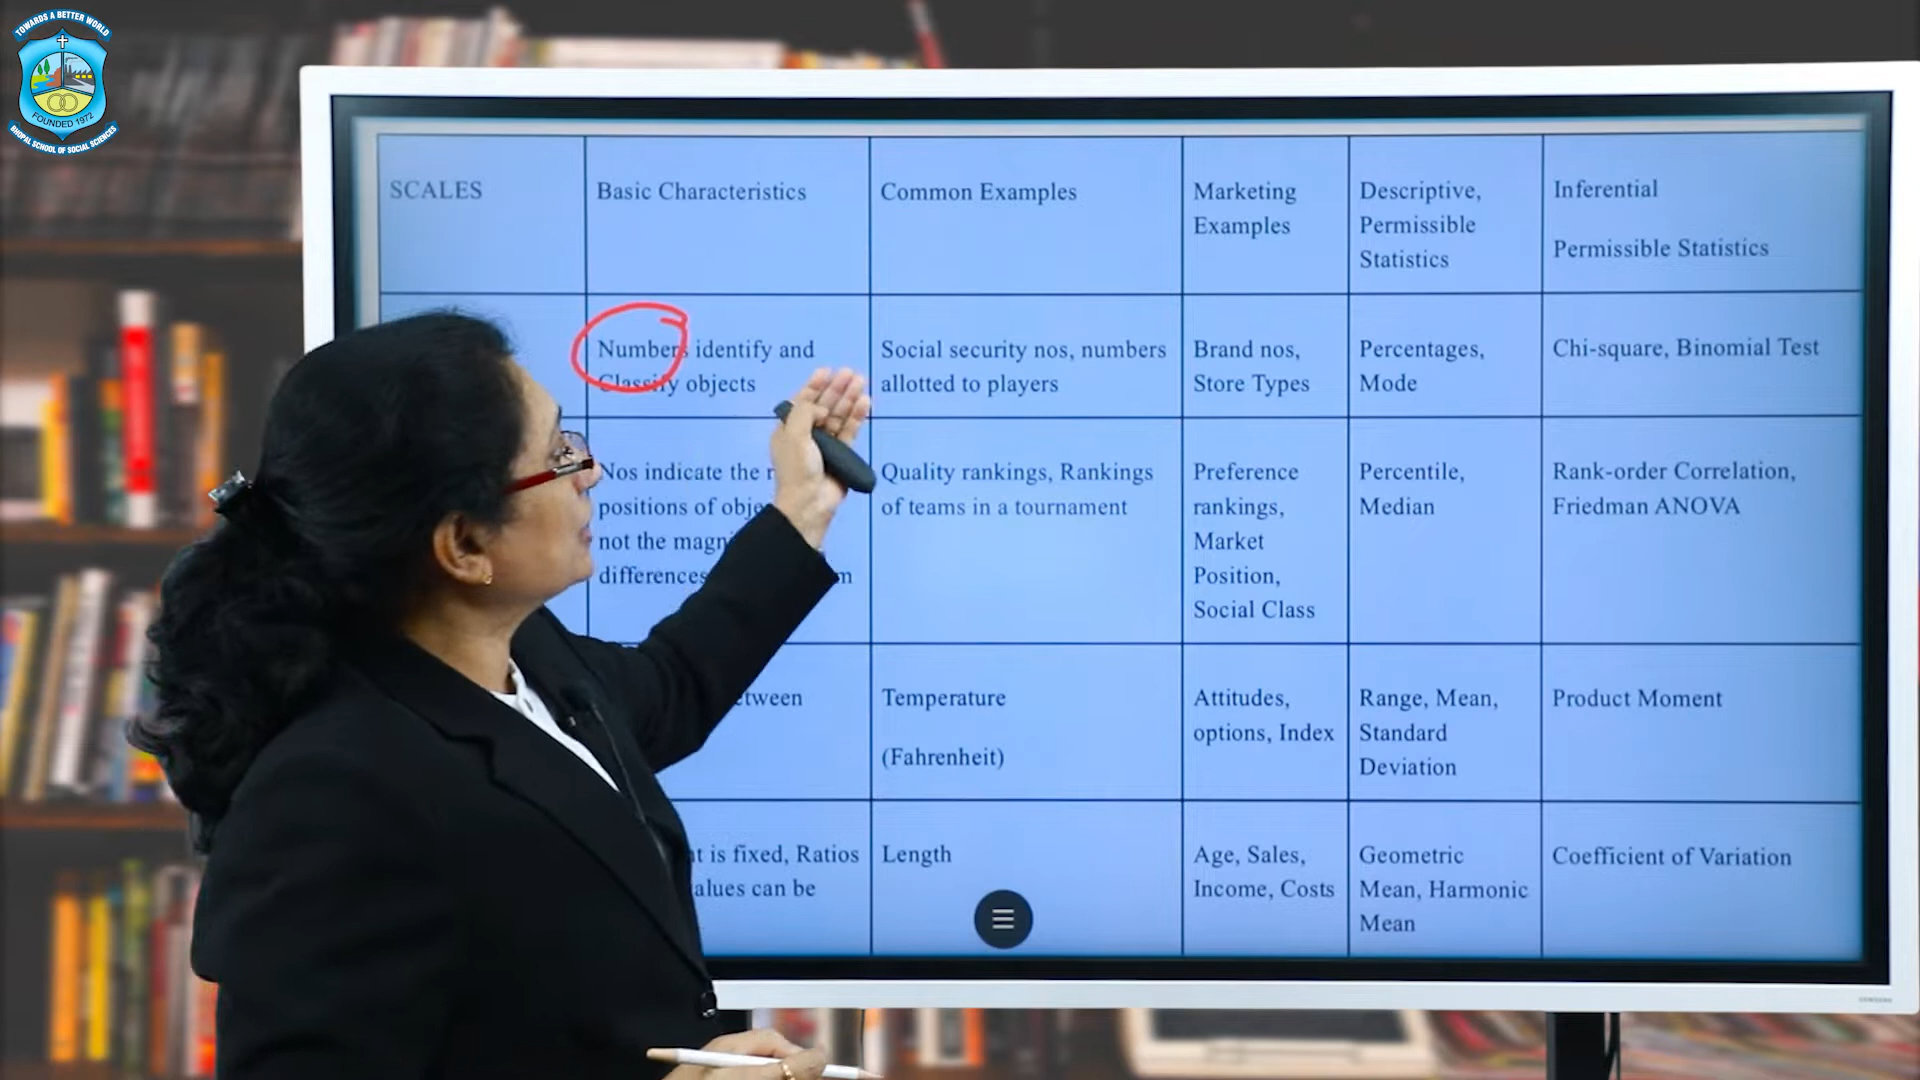 TOWARDS A BETTER WORLD
FOUNDED 1972
BHOPAL SCHOOL OF SOCIAL SCIENCES
SCALES
Basic Characteristics
Common Examples
Marketing
Examples
Descriptive,
Permissible
Statistics
Inferential
Permissible Statistics
Numbers identify and
Classify objects
Social security nos, numbers
allotted to players
Brand nos,
Store Types
Percentages,
Mode
Chi-square, Binomial Test
Nos indicate the
positions of
not the
differences
Quality rankings, Rankings
of teams in a tournament
Preference
rankings,
Market
Position,
Social Class
Percentile,
Median
Rank-order Correlation,
Friedman ANOVA
Temperature
(Fahrenheit)
Attitudes,
options, Index
Range, Mean,
Standard
Deviation
Product Moment
is fixed, Ratios
can be
Length
Age, Sales,
Income, Costs
Geometric
Mean, Harmonic
Mean
Coefficient of Variation
SAMSUNG